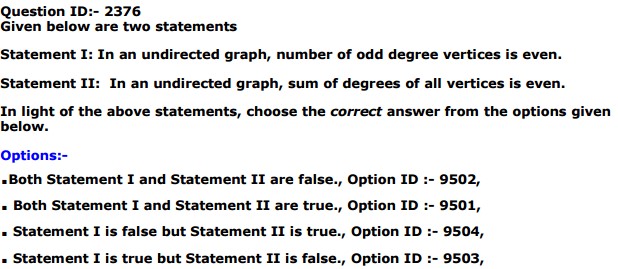 Question ID:- 2376
Given below are two statements
Statement I: In an undirected graph, number of odd degree vertices is even.
Statement II:  In an undirected graph, sum of degrees of all vertices is even.
In light of the above statements, choose the correct answer from the options given
below.
Options:-
▪Both Statement I and Statement II are false., Option ID :- 9502,
▪ Both Statement I and Statement II are true., Option ID :- 9501,
▪ Statement I is false but Statement II is true., Option ID :- 9504,
▪ Statement I is true but Statement II is false., Option ID :- 9503,